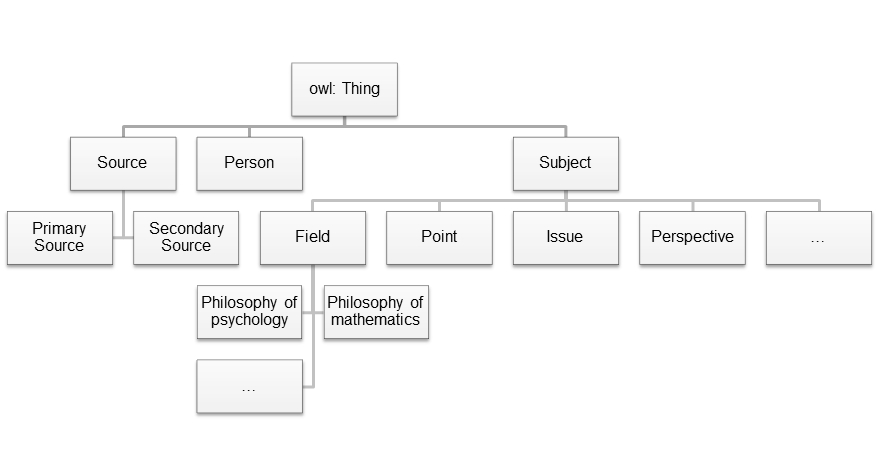 owl: Thing
Source
Person
Subject
Primary
Source
Secondary
Source
Field
Point
Issue
Perspective
...
Philosophy of
psychology
Philosophy of
mathematics
...